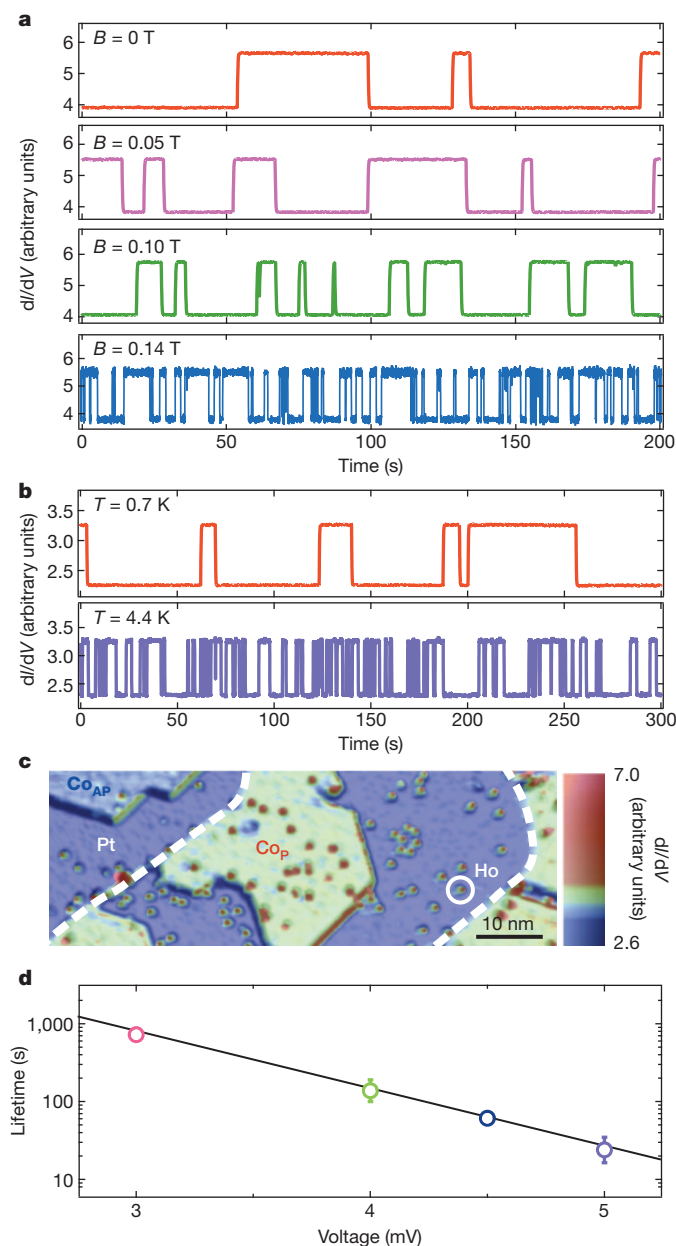 a
B = 0 T
6
5
4
B = 0.05 T
6
5
4
B = 0.10 T
6
5
4
B = 0.14 T
6
5
4
dI/dV (arbitrary units)
0 50 100 150 200
Time (s)
b
T = 0.7 K
3.5
3.0
2.5
T = 4.4 K
3.5
3.0
2.5
dI/dV (arbitrary units)
0 50 100 150 200 250 300
Time (s)
c
Co_AP
Pt
Co_P
Ho
10 nm
7.0
dI/dV
(arbitrary units)
2.6
d
1,000
100
10
Lifetime (s)
3 4 5
Voltage (mV)